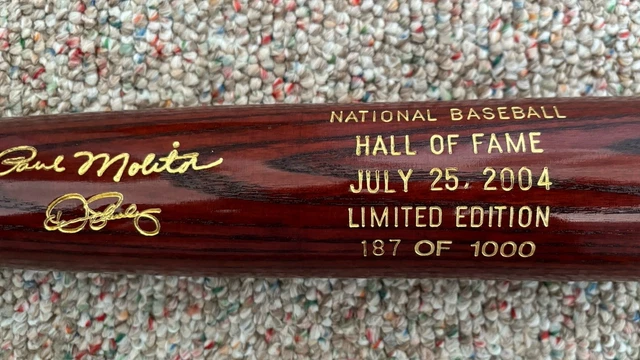 Paul Molitor
NATIONAL BASEBALL
HALL OF FAME
JULY 25, 2004
LIMITED EDITION
187 OF 1000